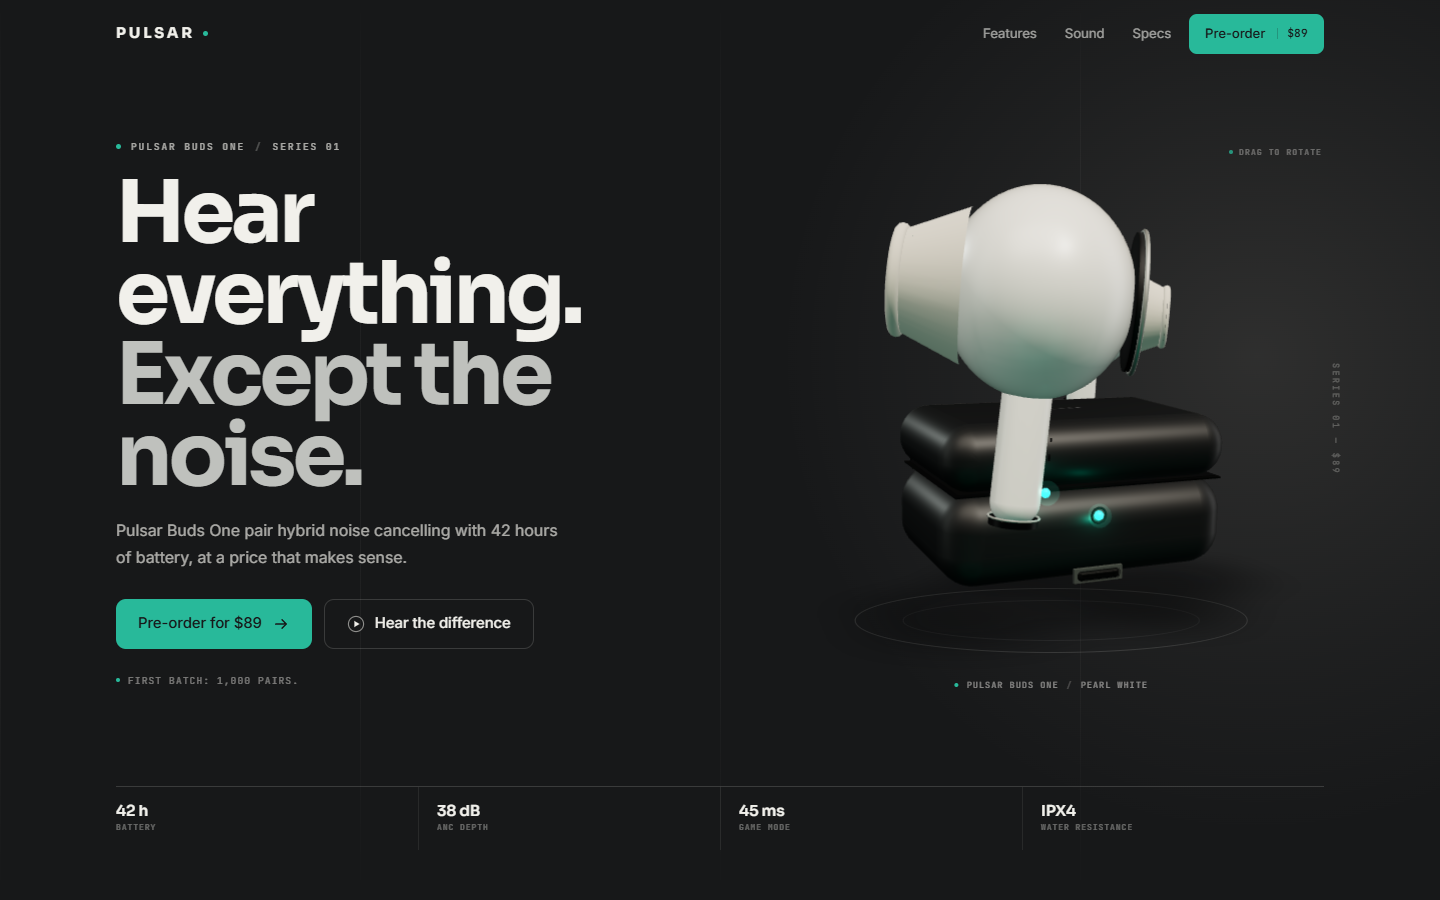 PULSAR
Features
Sound
Specs
Pre-order | $89
PULSAR BUDS ONE / SERIES 01
DRAG TO ROTATE
Hear
everything.
Except the
noise.
SERIES 01 — $89
Pulsar Buds One pair hybrid noise cancelling with 42 hours
of battery, at a price that makes sense.
Pre-order for $89 →
Hear the difference
FIRST BATCH: 1,000 PAIRS.
PULSAR BUDS ONE / PEARL WHITE
42 h
BATTERY
38 dB
ANC DEPTH
45 ms
GAME MODE
IPX4
WATER RESISTANCE